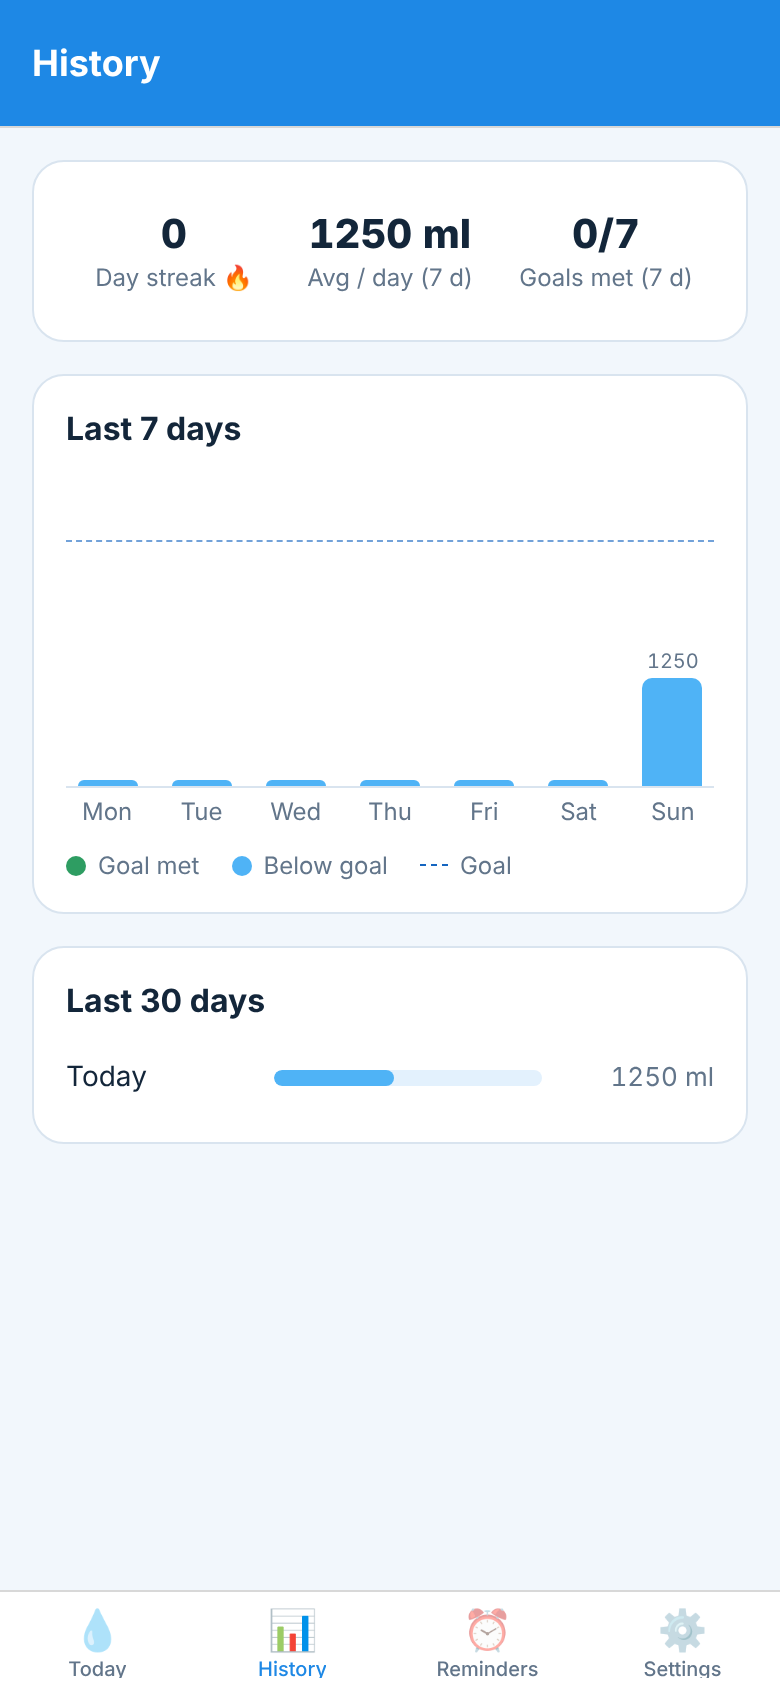 History
0 1250 ml 0/7
Day streak 🔥 Avg / day (7 d) Goals met (7 d)
Last 7 days
1250
Mon Tue Wed Thu Fri Sat Sun
Goal met Below goal Goal
Last 30 days
Today 1250 ml
Today History Reminders Settings